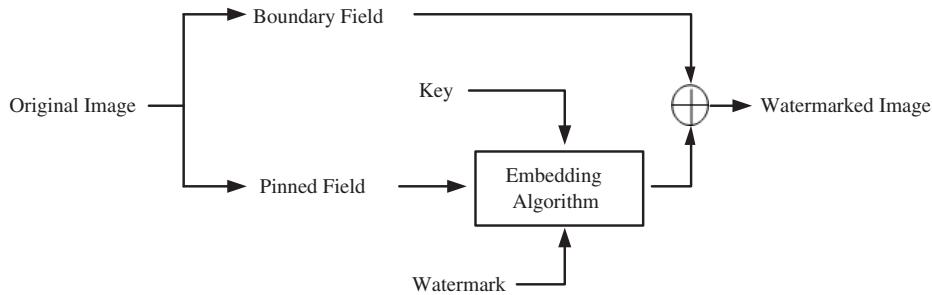 Boundary Field
Key
Original Image
Watermarked Image
Embedding
Algorithm
Pinned Field
Watermark